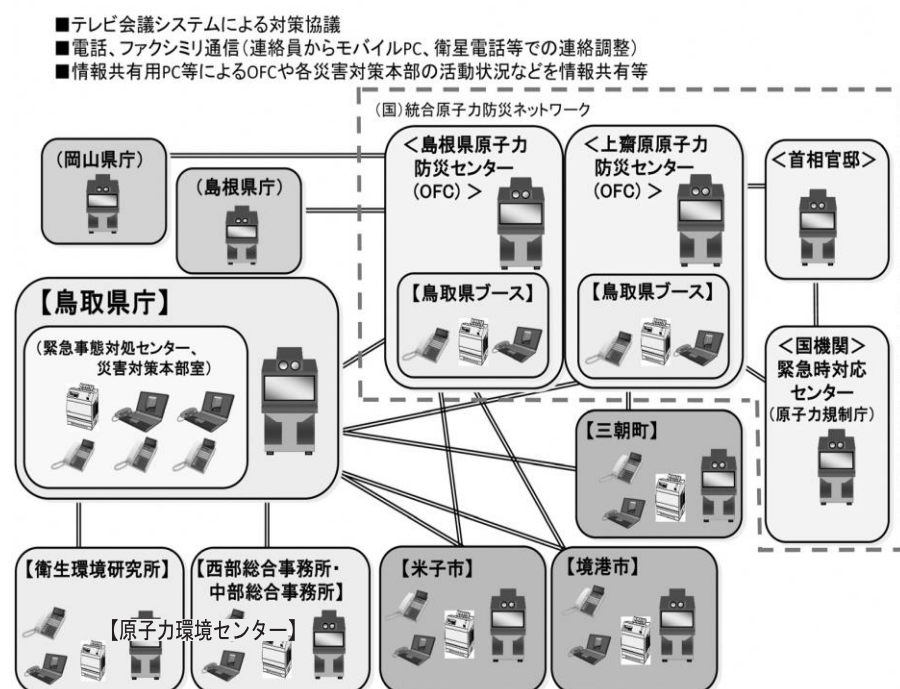 ■テレビ会議システムによる対策協議
■電話、ファクシミリ通信(連絡員からモバイルPC、衛星電話等での連絡調整)
■情報共有用PC等によるOFCや各災害対策本部の活動状況などを情報共有等
(国)統合原子力防災ネットワーク
(岡山県庁)
(島根県庁)
<島根県原子力
防災センター
(OFC)>
<上齋原原子力
防災センター
(OFC)>
<首相官邸>
【鳥取県ブース】
【鳥取県ブース】
【鳥取県庁】
(緊急事態対処センター、
災害対策本部室)
<国機関>
緊急時対応
センター
(原子力規制庁)
【三朝町】
【衛生環境研究所】
【西部総合事務所・
中部総合事務所】
【原子力環境センター】
【米子市】
【境港市】